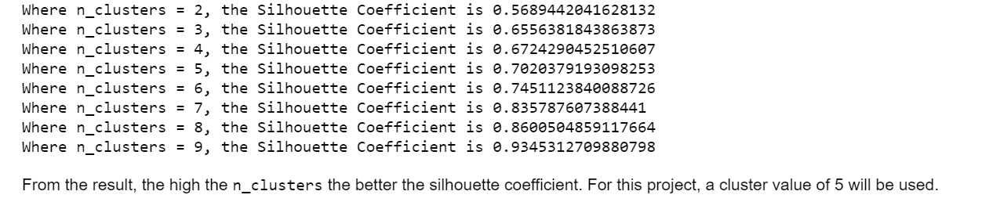 Where n_clusters = 2, the Silhouette Coefficient is 0.5689442041628132
Where n_clusters = 3, the Silhouette Coefficient is 0.6556381843863873
Where n_clusters = 4, the Silhouette Coefficient is 0.6724290452510607
Where n_clusters = 5, the Silhouette Coefficient is 0.7020379193098253
Where n_clusters = 6, the Silhouette Coefficient is 0.7451123840088726
Where n_clusters = 7, the Silhouette Coefficient is 0.835787607388441
Where n_clusters = 8, the Silhouette Coefficient is 0.8600504859117664
Where n_clusters = 9, the Silhouette Coefficient is 0.9345312709880798
From the result, the high the n_clusters the better the silhouette coefficient. For this project, a cluster value of 5 will be used.